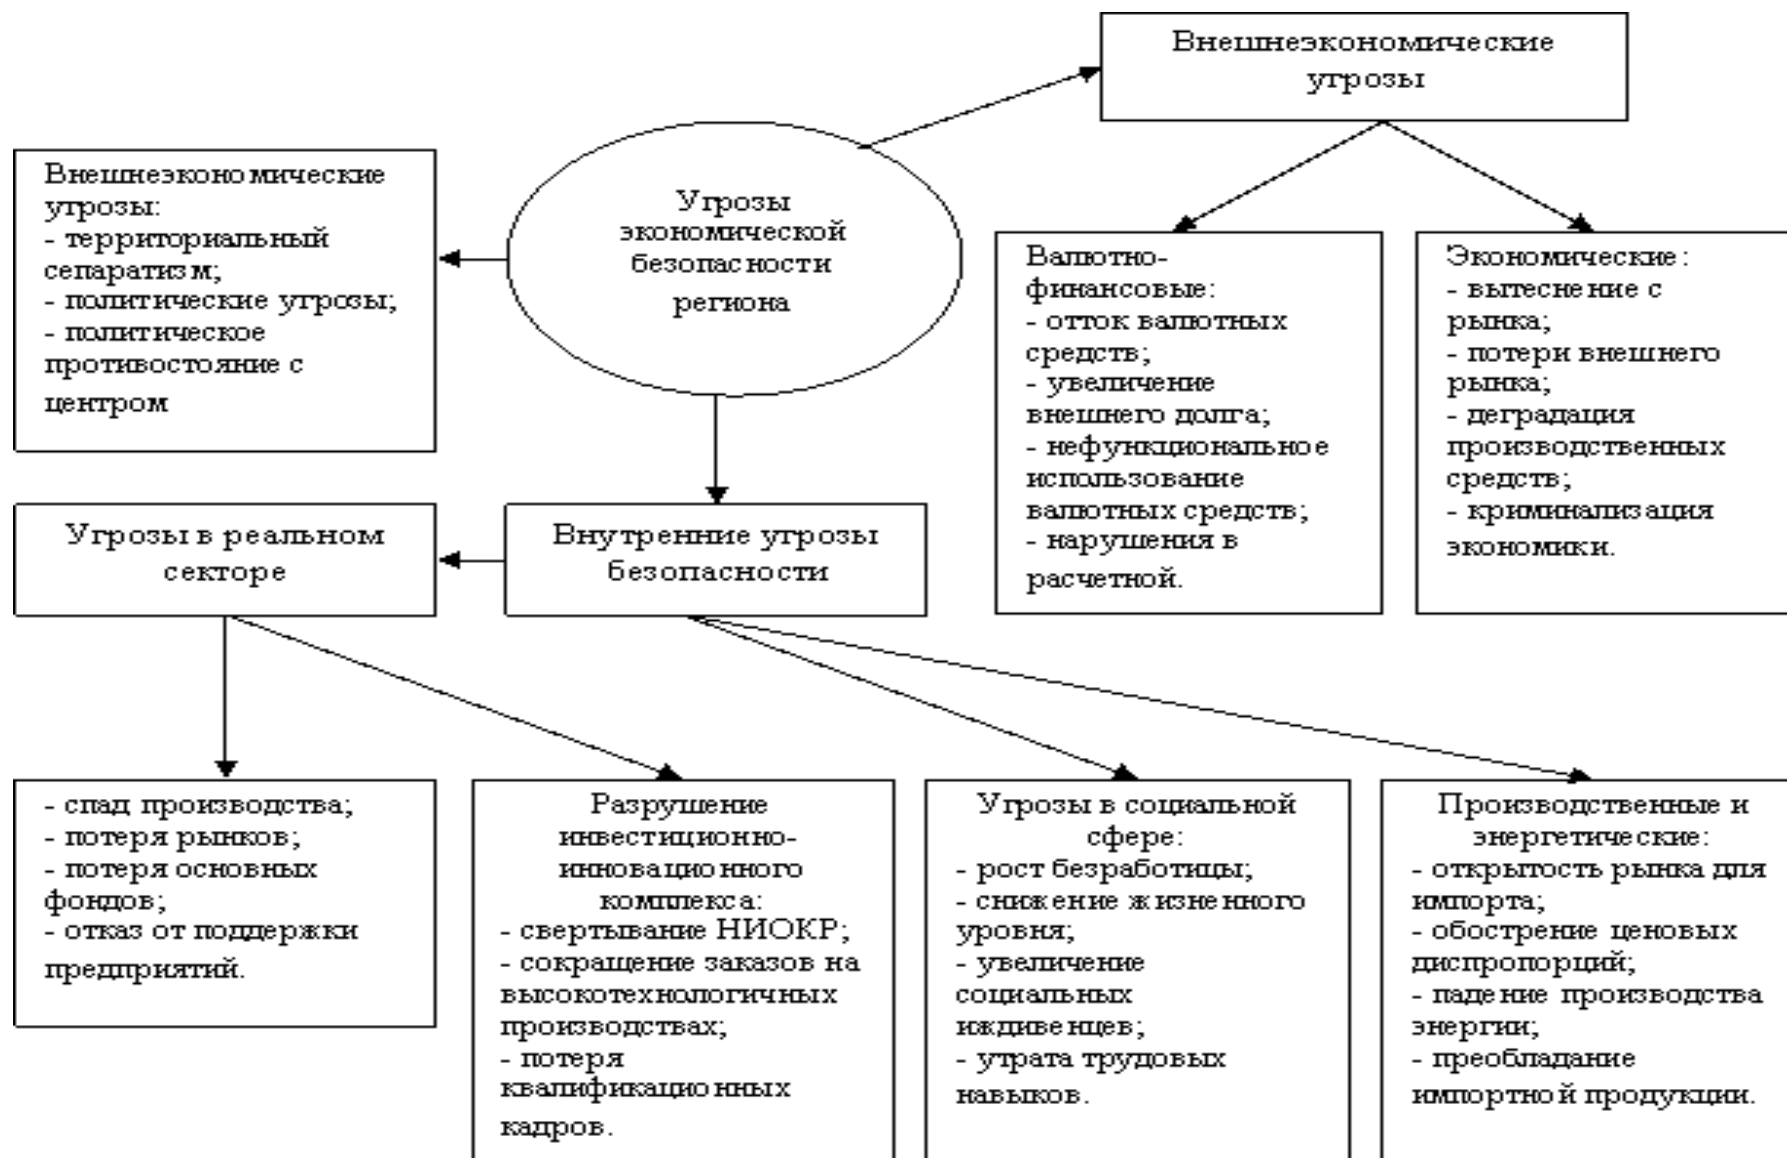 Внешнеэкономические
угрозы
Внешнеэкономические
угрозы:
- территориальный
сепаратизм;
- политические угрозы;
- политическое
противостояние с
центром
Угрозы
экономической
безопасности
региона
Валютно-
финансовые:
- отток валютных
средств;
- увеличение
внешнего долга;
- нефункциональное
использование
валютных средств;
- нарушения в
расчетной.
Экономические:
- вытеснение с
рынка;
- потери внешнего
рынка;
- деградация
производственных
средств;
- криминализация
экономики.
Угрозы в реальном
секторе
Внутренние угрозы
безопасности
- спад производства;
- потеря рынков;
- потеря основных
фондов;
- отказ от поддержки
предприятий.
Разрушение
инвестиционно-
инновационного
комплекса:
- свертывание НИОКР;
- сокращение заказов на
высокотехнологичных
производствах;
- потеря
квалификационных
кадров.
Угрозы в социальной
сфере:
- рост безработицы;
- снижение жизненного
уровня;
- увеличение
социальных
иждивенцев;
- утрата трудовых
навыков.
Производственные и
энергетические:
- открытость рынка для
импорта;
- обострение ценовых
диспропорций;
- падение производства
энергии;
- преобладание
импортной продукции.